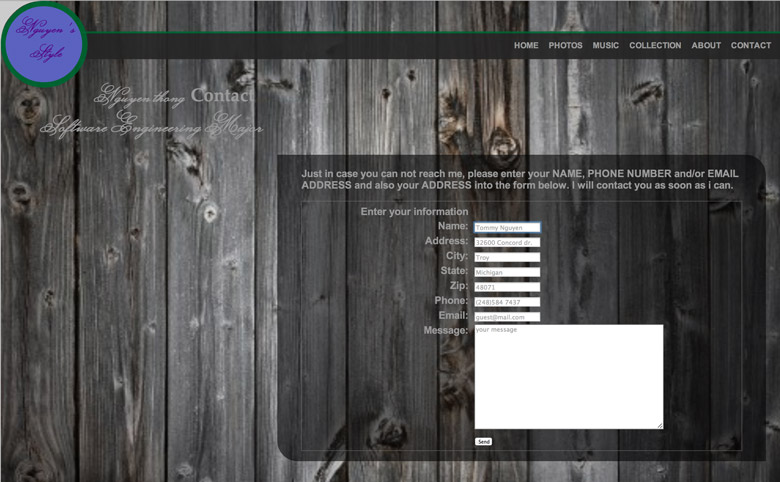 Nguyen's
Style
HOME PHOTOS MUSIC COLLECTION ABOUT CONTACT
Nguyen thong Contact
Software Engineering Major
Just in case you can not reach me, please enter your NAME, PHONE NUMBER and/or EMAIL
ADDRESS and also your ADDRESS into the form below. I will contact you as soon as i can.
Enter your information
Name: Tommy Nguyen
Address: 32600 Concord dr.
City: Troy
State: Michigan
Zip: 48071
Phone: (248)584 7437
Email: guest@mail.com
Message: your message
Send